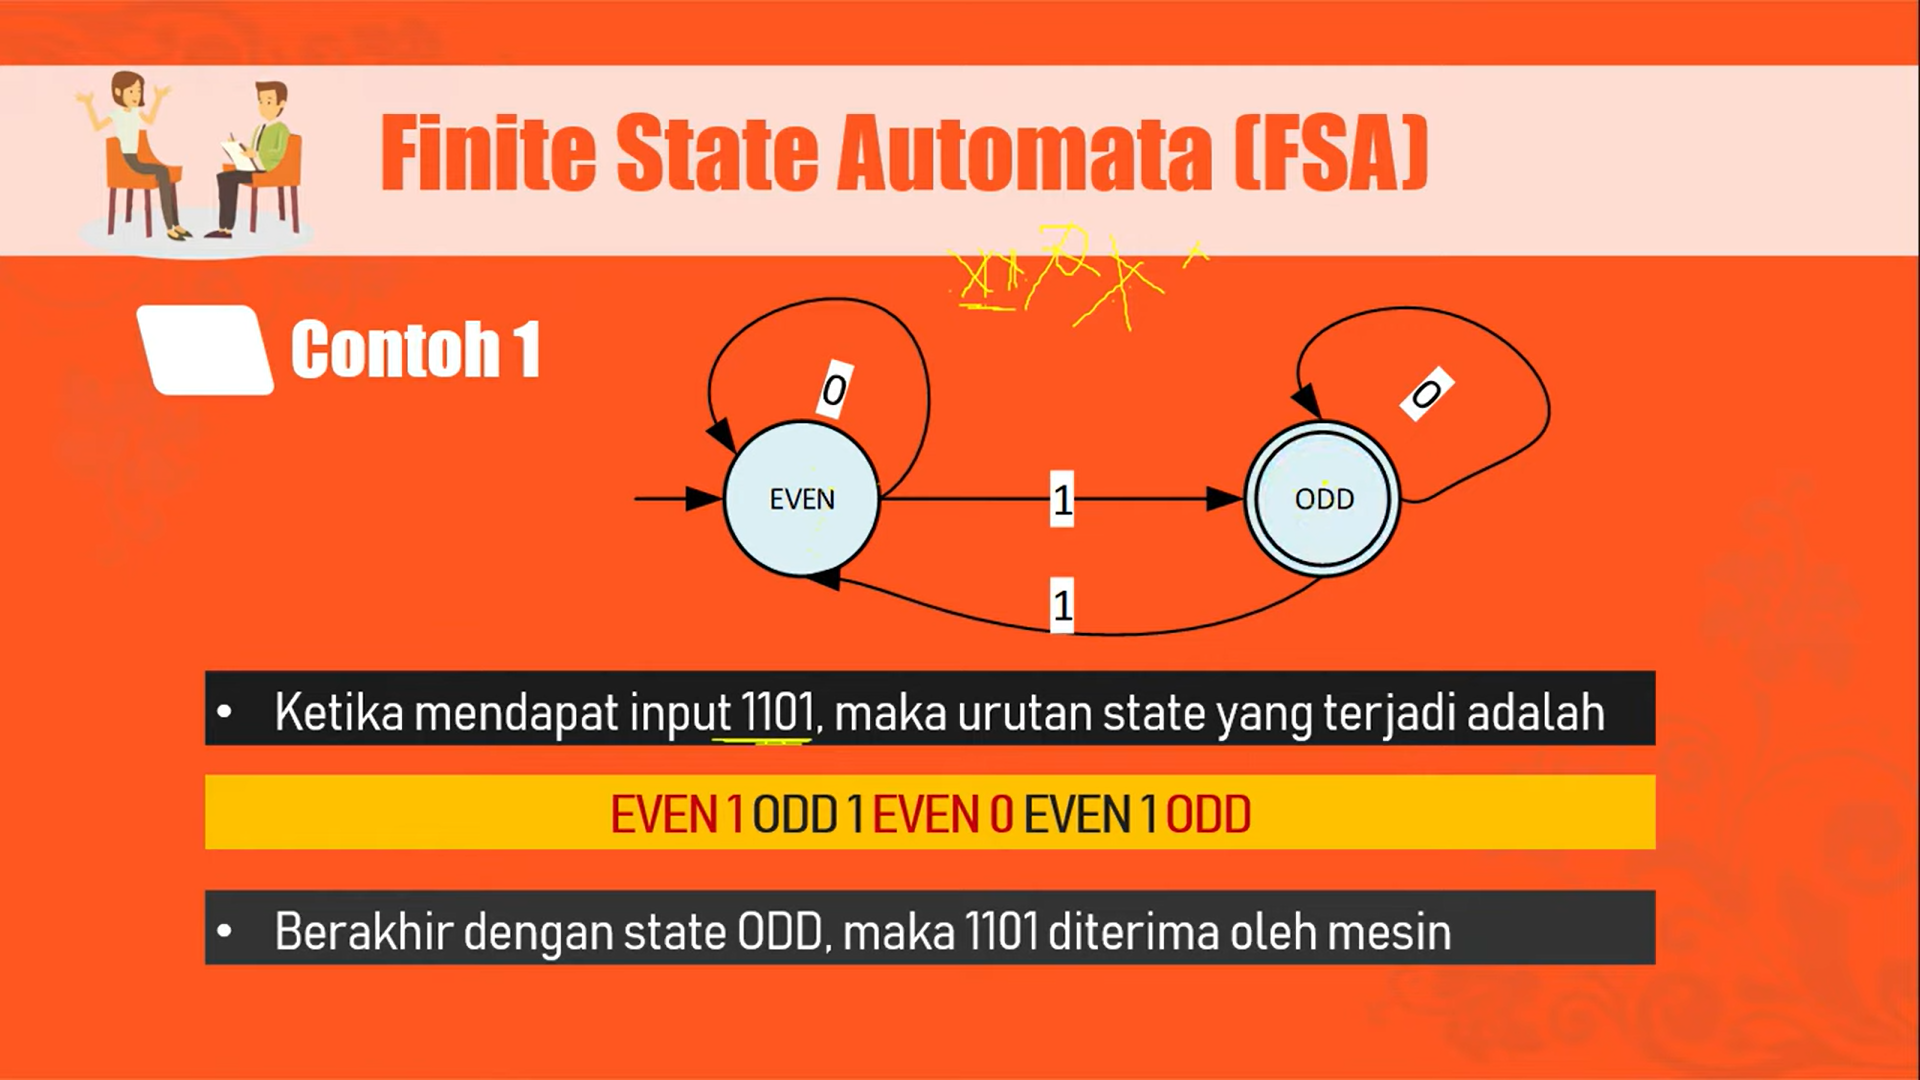 Finite State Automata (FSA)
Contoh 1
0
0
EVEN
1
ODD
1
• Ketika mendapat input 1101, maka urutan state yang terjadi adalah
EVEN 1 ODD 1 EVEN 0 EVEN 1 ODD
• Berakhir dengan state ODD, maka 1101 diterima oleh mesin